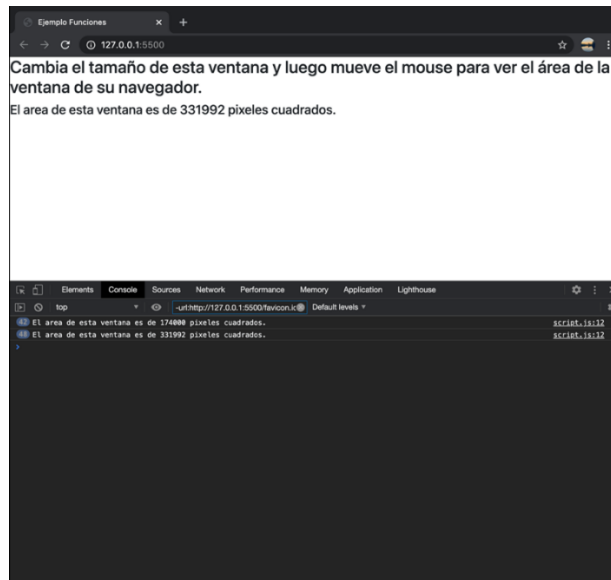 Ejemplo Funciones
127.0.0.1:5500
Cambia el tamaño de esta ventana y luego mueve el mouse para ver el área de la
ventana de su navegador.
El area de esta ventana es de 331992 pixeles cuadrados.
Elements Console Sources Network Performance Memory Application Lighthouse
top -url:http://127.0.0.1:5500/favicon.ic Default levels
42 El area de esta ventana es de 174000 pixeles cuadrados. script.js:12
El area de esta ventana es de 331992 pixeles cuadrados. script.js:12